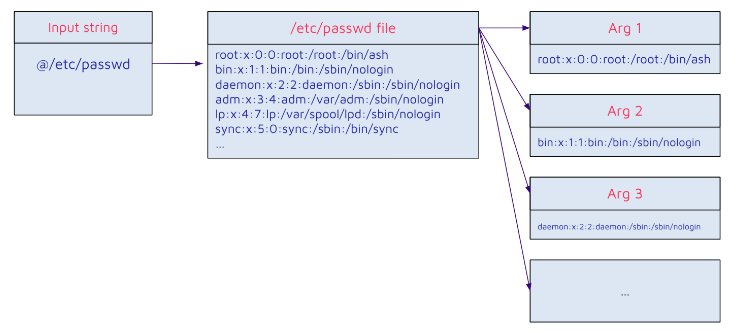 Input string
@/etc/passwd
/etc/passwd file
root:x:0:0:root:/root:/bin/ash
bin:x:1:1:bin:/bin:/sbin/nologin
daemon:x:2:2:daemon:/sbin:/sbin/nologin
adm:x:3:4:adm:/var/adm:/sbin/nologin
lp:x:4:7:lp:/var/spool/lpd:/sbin/nologin
sync:x:5:0:sync:/sbin:/bin/sync
...
Arg 1
root:x:0:0:root:/root:/bin/ash
Arg 2
bin:x:1:1:bin:/bin:/sbin/nologin
Arg 3
daemon:x:2:2:daemon:/sbin:/sbin/nologin
...